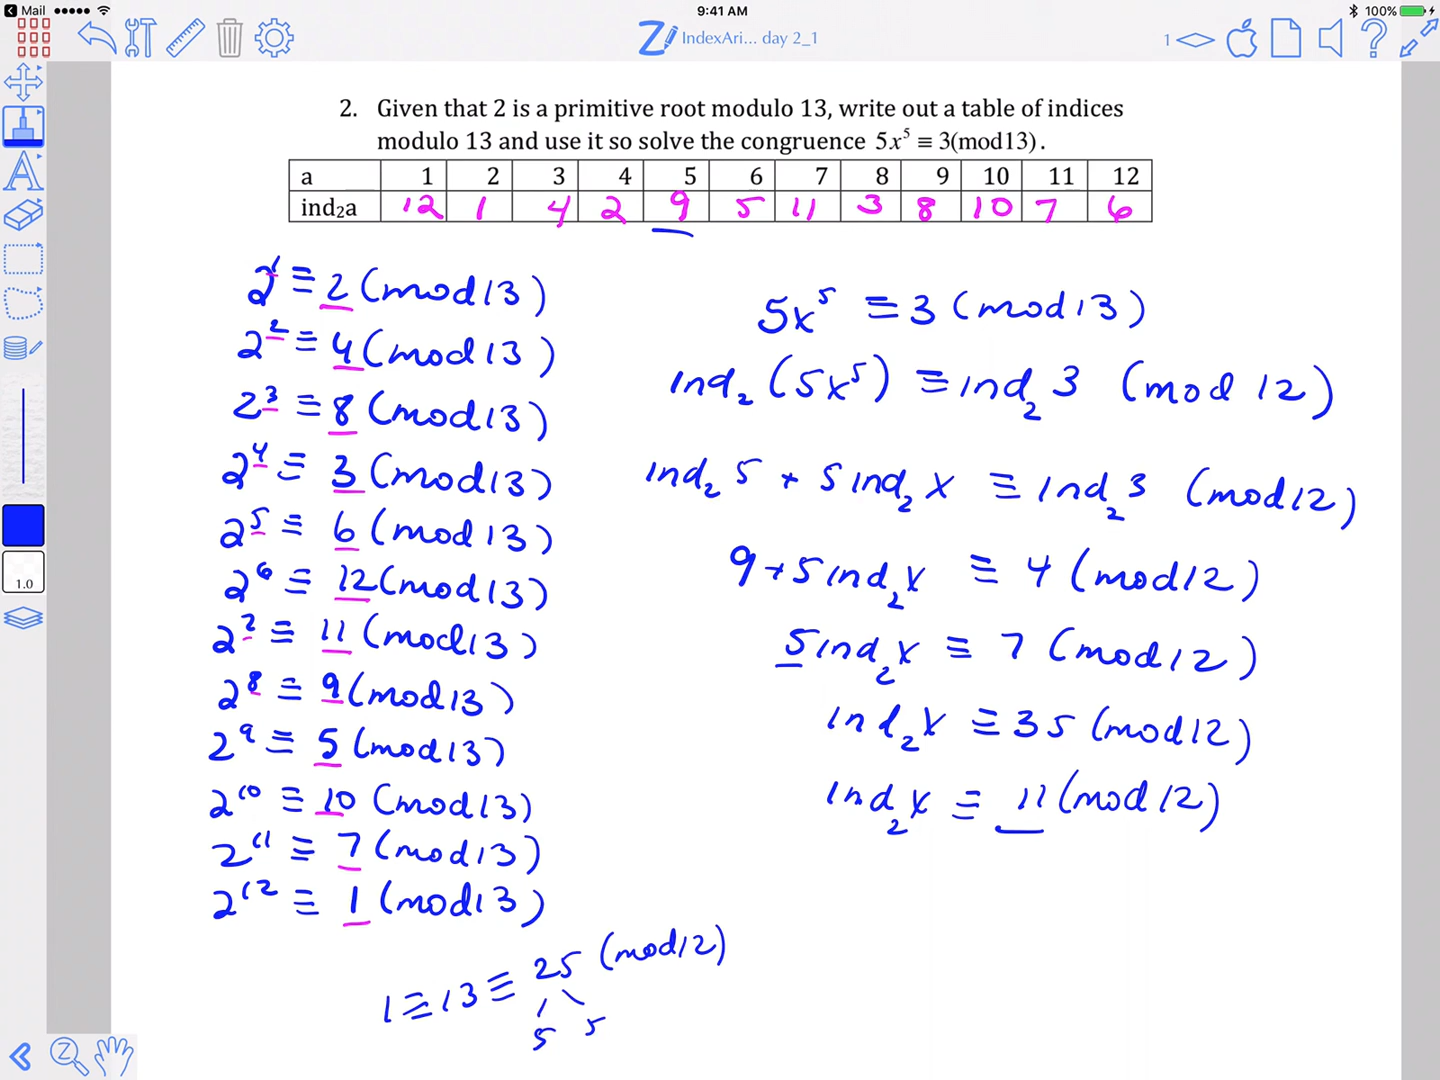 Mail 9:41 AM 100%
IndexAri... day 2_1 1
2. Given that 2 is a primitive root modulo 13, write out a table of indices
modulo 13 and use it so solve the congruence 5x⁵ ≡ 3(mod13).
a 1 2 3 4 5 6 7 8 9 10 11 12
ind₂a 12 1 4 2 9 5 11 3 8 10 7 6
2¹ ≡ 2 (mod 13)
2² ≡ 4 (mod 13)
2³ ≡ 8 (mod 13)
2⁴ ≡ 3 (mod 13)
2⁵ ≡ 6 (mod 13)
2⁶ ≡ 12 (mod 13)
2⁷ ≡ 11 (mod 13)
2⁸ ≡ 9 (mod 13)
2⁹ ≡ 5 (mod 13)
2¹⁰ ≡ 10 (mod 13)
2¹¹ ≡ 7 (mod 13)
2¹² ≡ 1 (mod 13)
1 ≡ 13 ≡ 25 (mod 12)
5 5
5x⁵ ≡ 3 (mod 13)
ind₂ (5x⁵) ≡ ind₂ 3 (mod 12)
ind₂ 5 + 5 ind₂ x ≡ ind₂ 3 (mod 12)
9 + 5 ind₂ x ≡ 4 (mod 12)
5 ind₂ x ≡ 7 (mod 12)
ind₂ x ≡ 35 (mod 12)
ind₂ x ≡ 11 (mod 12)
A
1.0